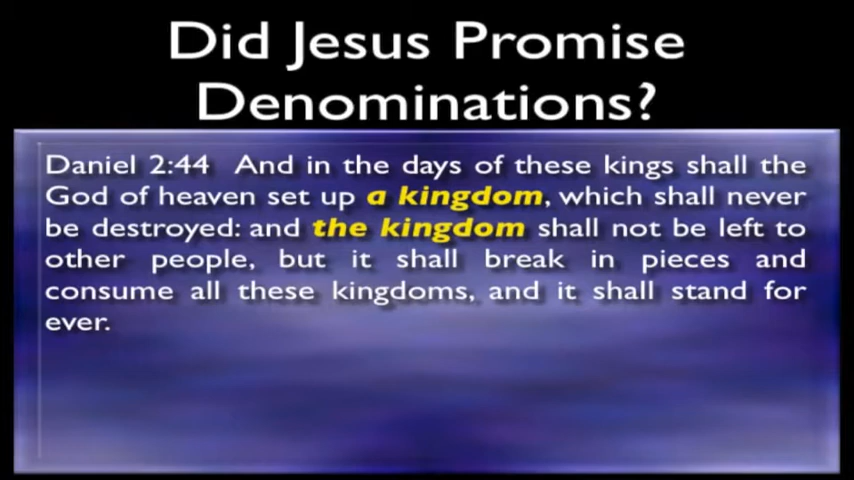 Did Jesus Promise
Denominations?
Daniel 2:44 And in the days of these kings shall the
God of heaven set up a kingdom, which shall never
be destroyed: and the kingdom shall not be left to
other people, but it shall break in pieces and
consume all these kingdoms, and it shall stand for
ever.